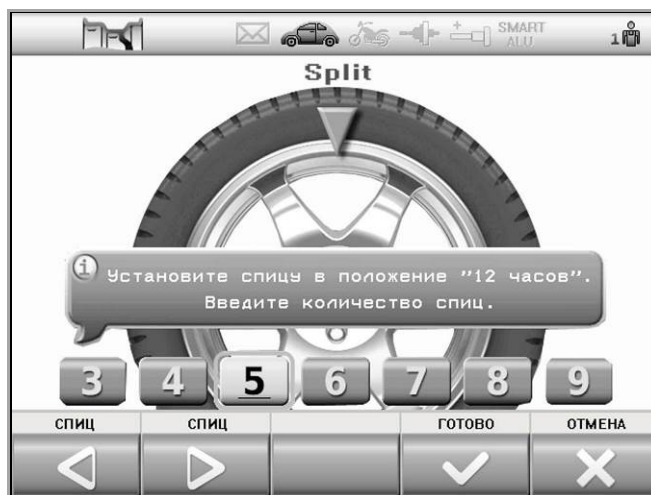 SMART
ALU
1
Split
Установите спицу в положение "12 часов".
Введите количество спиц.
3 4 5 6 7 8 9
СПИЦ СПИЦ ГОТОВО ОТМЕНА